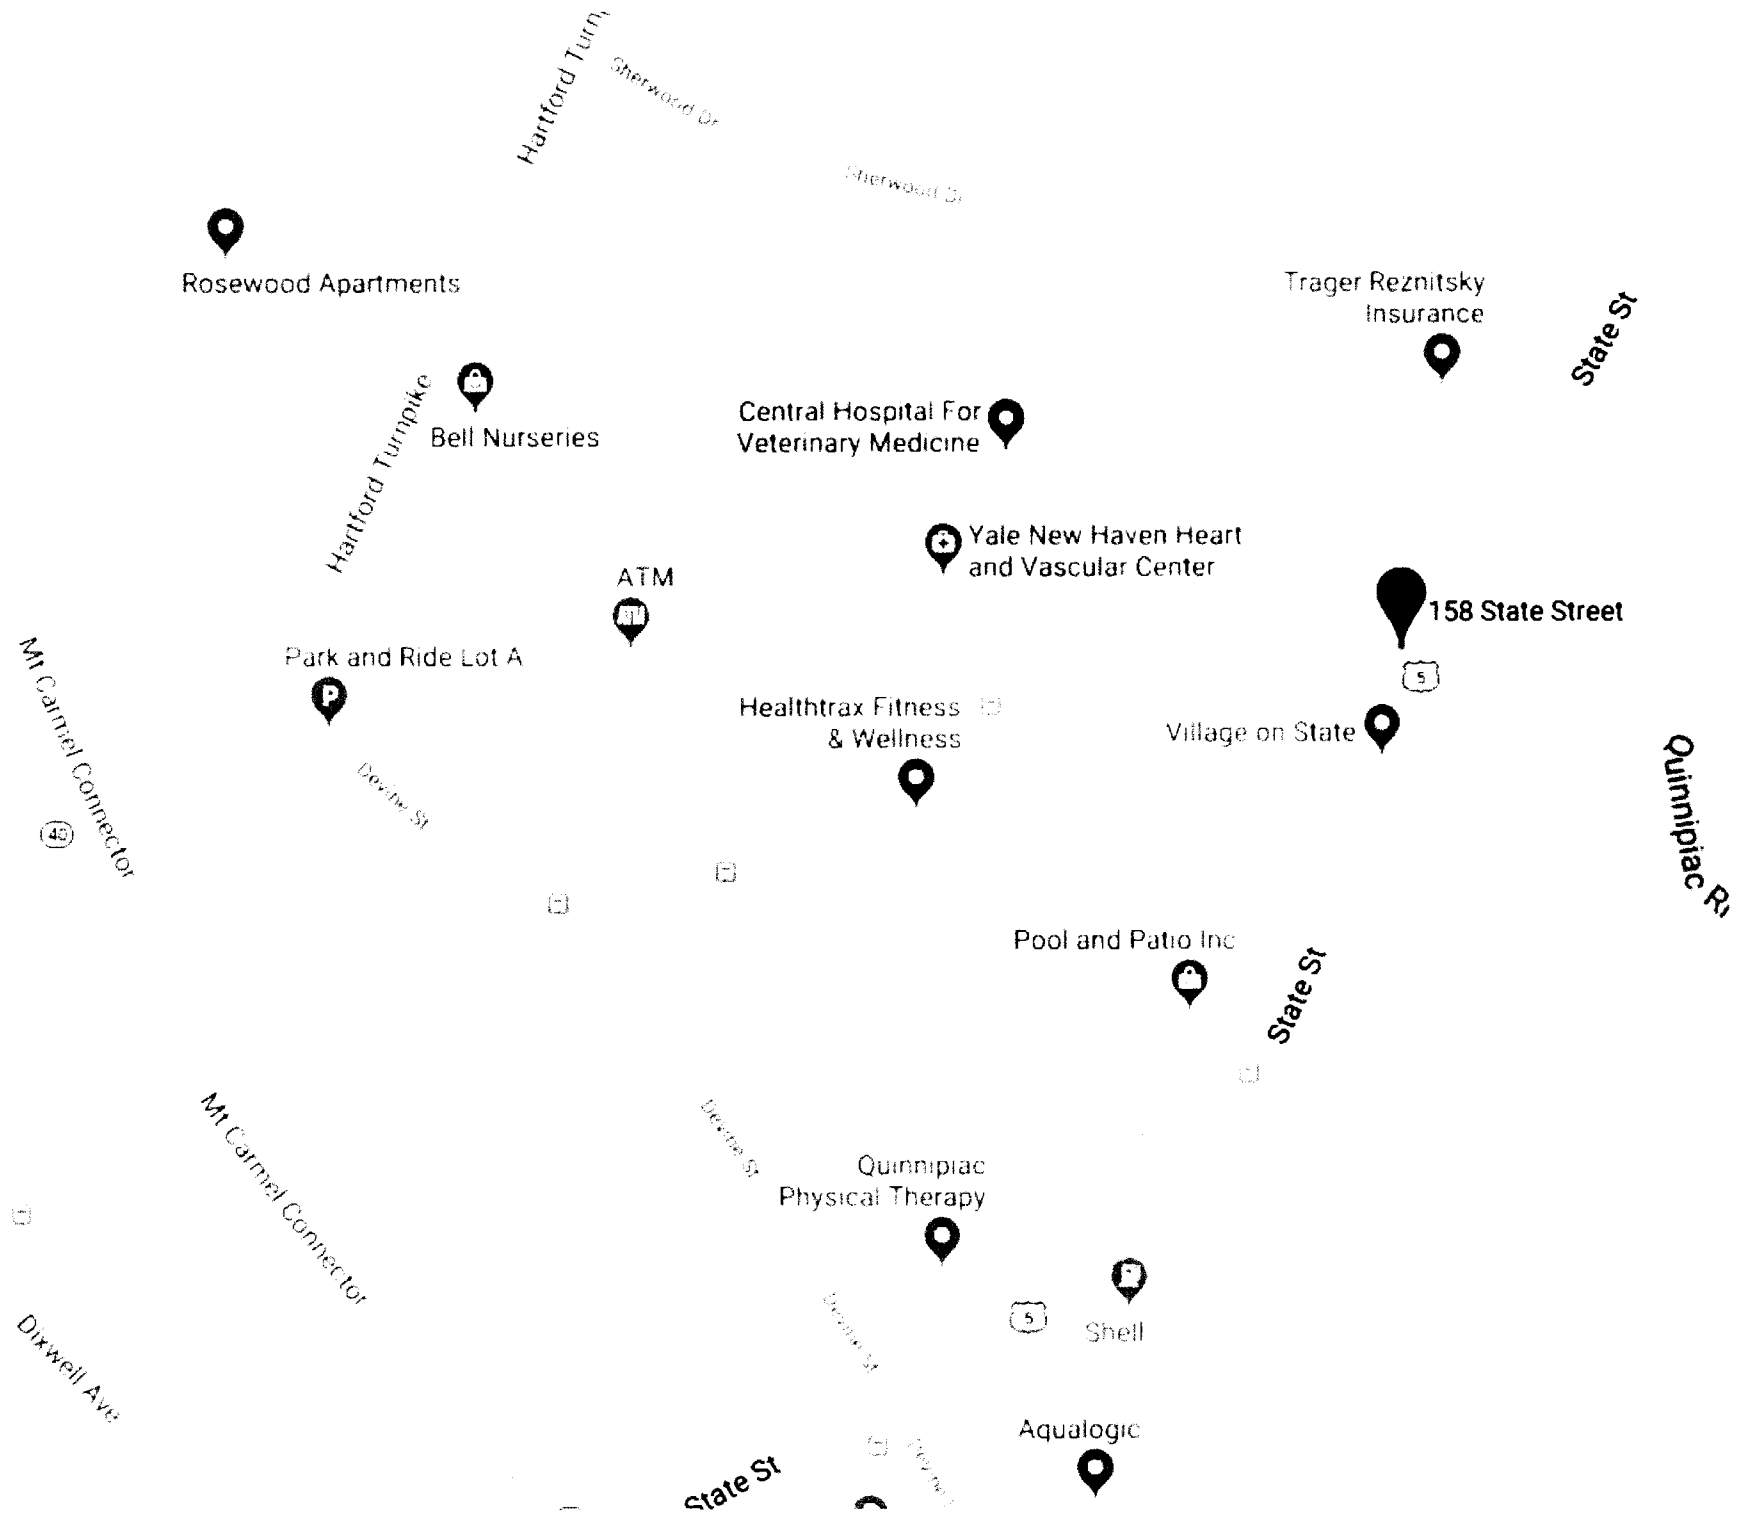 Hartford Turn
Sherwood Dr
Sherwood Dr
Rosewood Apartments
Trager Reznitsky
Insurance
State St
Hartford Turnpike
Bell Nurseries
Central Hospital For
Veterinary Medicine
Yale New Haven Heart
and Vascular Center
ATM
ATM
158 State Street
Park and Ride Lot A
P
5
Mt Carmel Connector
Healthtrax Fitness
& Wellness
Village on State
Quinnipiac
Devine St
40
Pool and Patio Inc
State St
Mt Carmel Connector
Devine St
Quinnipiac
Physical Therapy
Devine St
5
Shell
Dixwell Ave
Aqualogic
State St